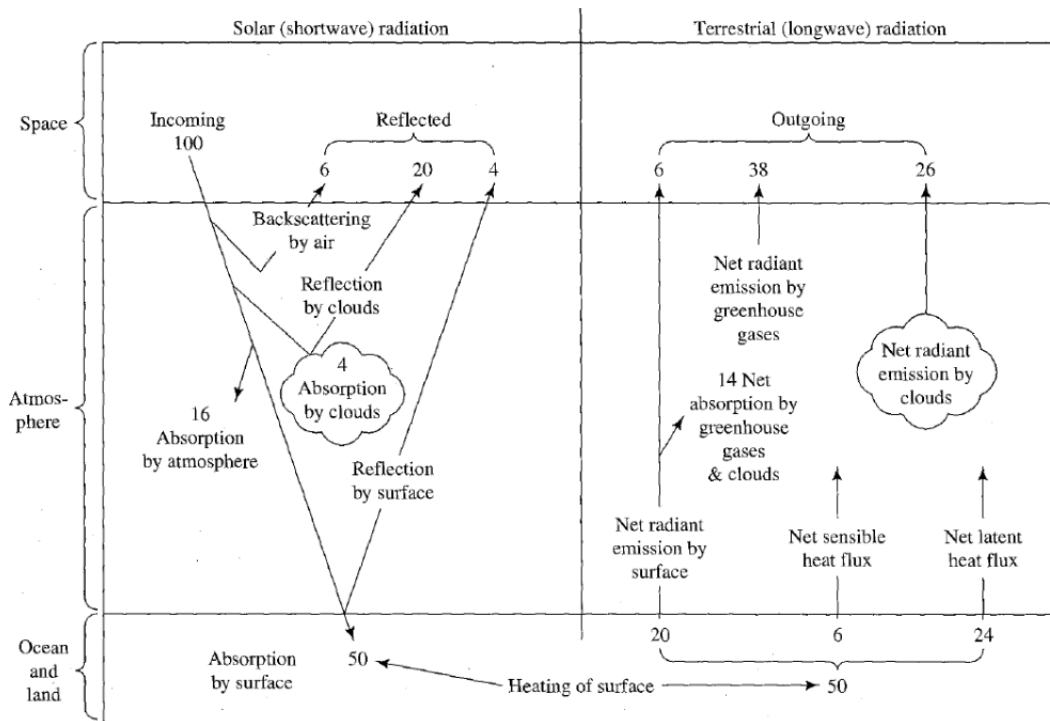 Solar (shortwave) radiation
Terrestrial (longwave) radiation
Space
Incoming
100
Reflected
6
20
4
Outgoing
6
38
26
Atmo-
sphere
Backscattering
by air
Reflection
by clouds
4
Absorption
by clouds
16
Absorption
by atmosphere
Reflection
by surface
Net radiant
emission by
greenhouse
gases
Net radiant
emission by
clouds
14 Net
absorption by
greenhouse
gases
& clouds
Net radiant
emission by
surface
Net sensible
heat flux
Net latent
heat flux
Ocean
and
land
Absorption
by surface
50
Heating of surface
20
6
24
50